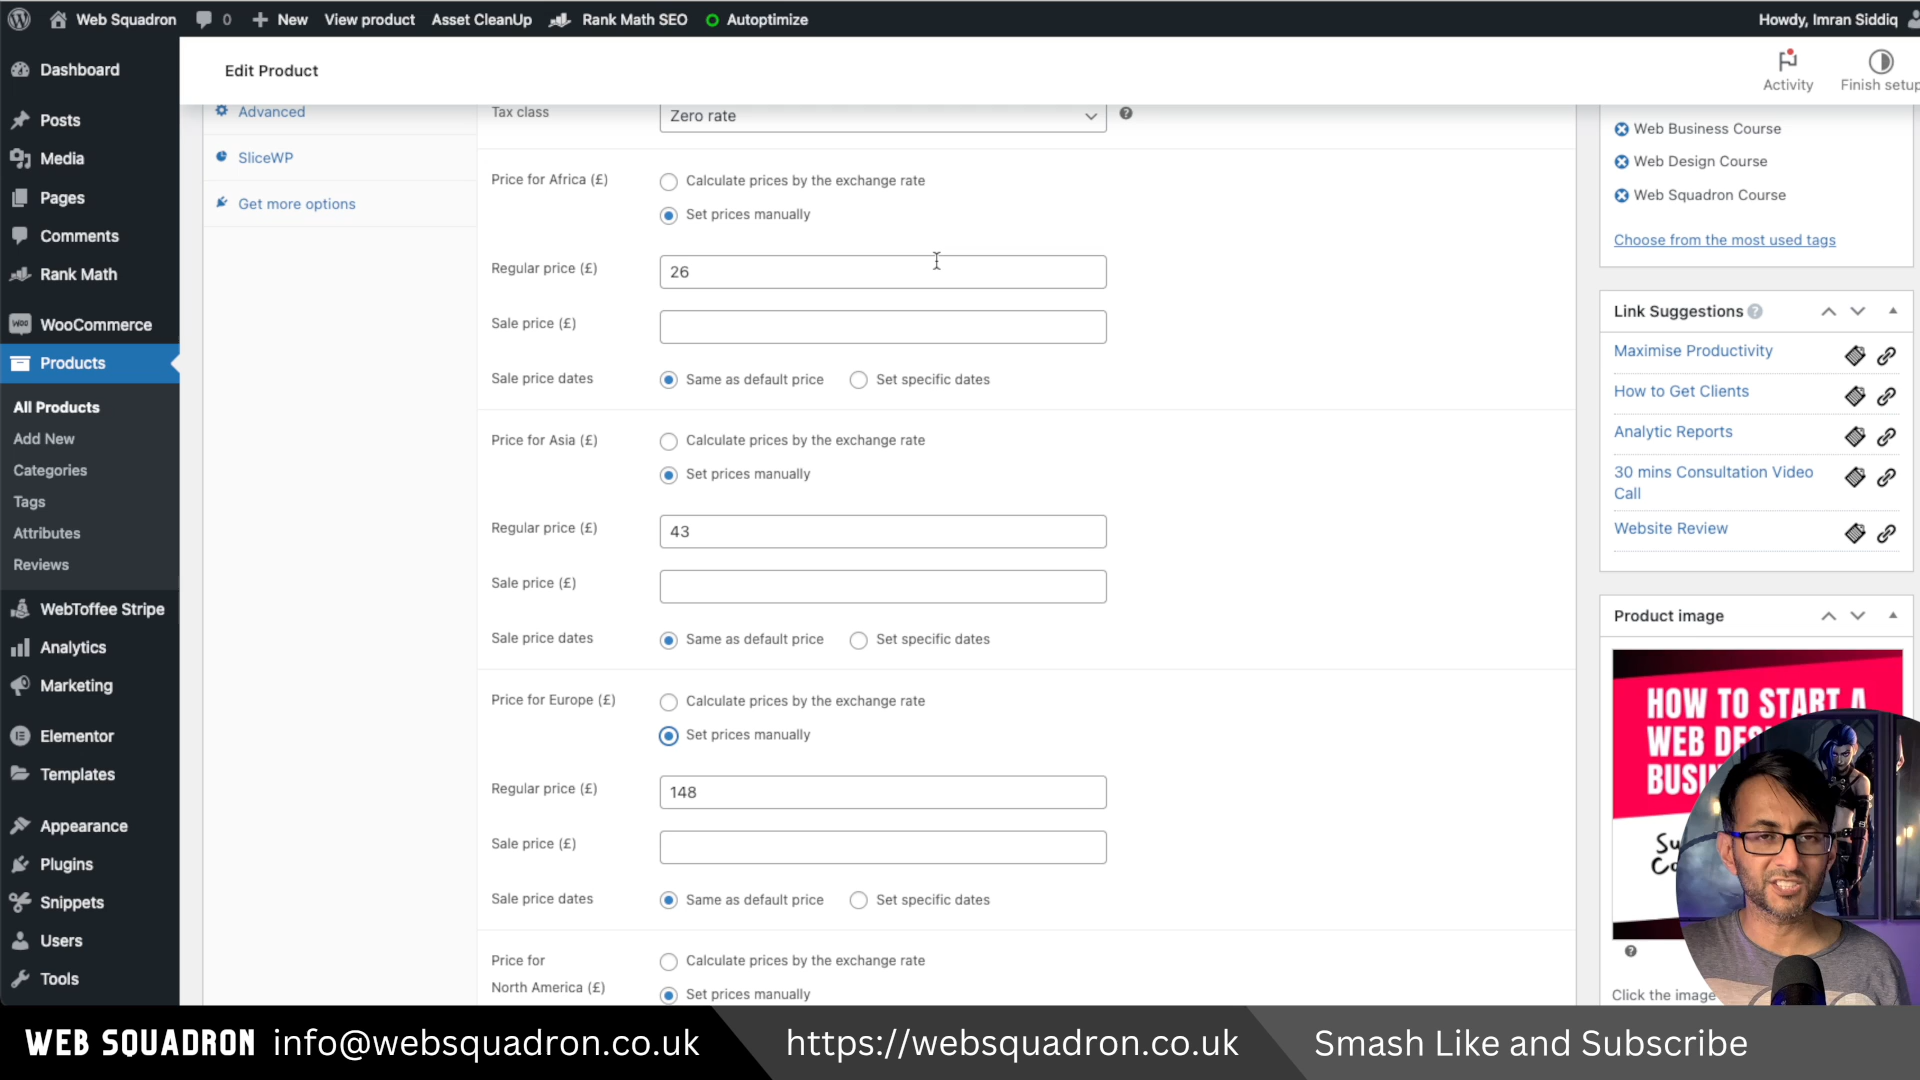 Web Squadron 0 New View product Asset CleanUp Rank Math SEO Autoptimize Howdy, Imran Siddiq
Edit Product
Activity
Finish setup
Dashboard
Posts
Media
Pages
Comments
Rank Math
WooCommerce
Products
All Products
Add New
Categories
Tags
Attributes
Reviews
WebToffee Stripe
Analytics
Marketing
Elementor
Templates
Appearance
Plugins
Snippets
Users
Tools
Advanced
SliceWP
Get more options
Tax class
Zero rate
Price for Africa (£)
Calculate prices by the exchange rate
Set prices manually
Regular price (£)
26
Sale price (£)
Sale price dates
Same as default price Set specific dates
Price for Asia (£)
Calculate prices by the exchange rate
Set prices manually
Regular price (£)
43
Sale price (£)
Sale price dates
Same as default price Set specific dates
Price for Europe (£)
Calculate prices by the exchange rate
Set prices manually
Regular price (£)
148
Sale price (£)
Sale price dates
Same as default price Set specific dates
Price for
North America (£)
Calculate prices by the exchange rate
Set prices manually
Web Business Course
Web Design Course
Web Squadron Course
Choose from the most used tags
Link Suggestions
Maximise Productivity
How to Get Clients
Analytic Reports
30 mins Consultation Video
Call
Website Review
Product image
HOW TO START A
WEB DES
BUSI
Su
Co
Click the image
WEB SQUADRON info@websquadron.co.uk https://websquadron.co.uk Smash Like and Subscribe